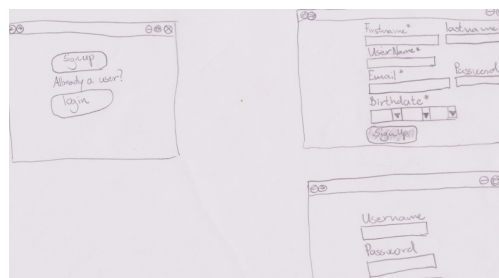 Signup
Already a user?
login
Firstname* lastname
UserName*
Email* Password
Birthdate*
SignUp
Username
Password